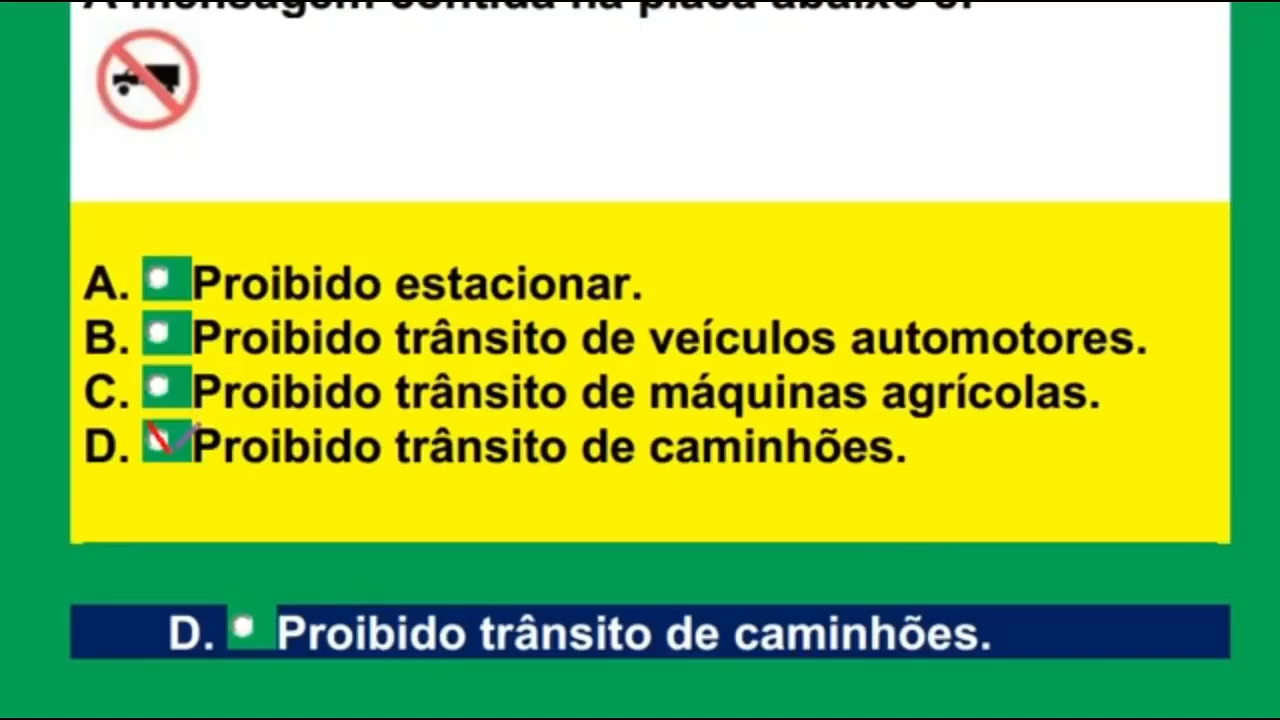 A mensagem contida na placa abaixo é:
A. Proibido estacionar.
B. Proibido trânsito de veículos automotores.
C. Proibido trânsito de máquinas agrícolas.
D. Proibido trânsito de caminhões.
D. Proibido trânsito de caminhões.